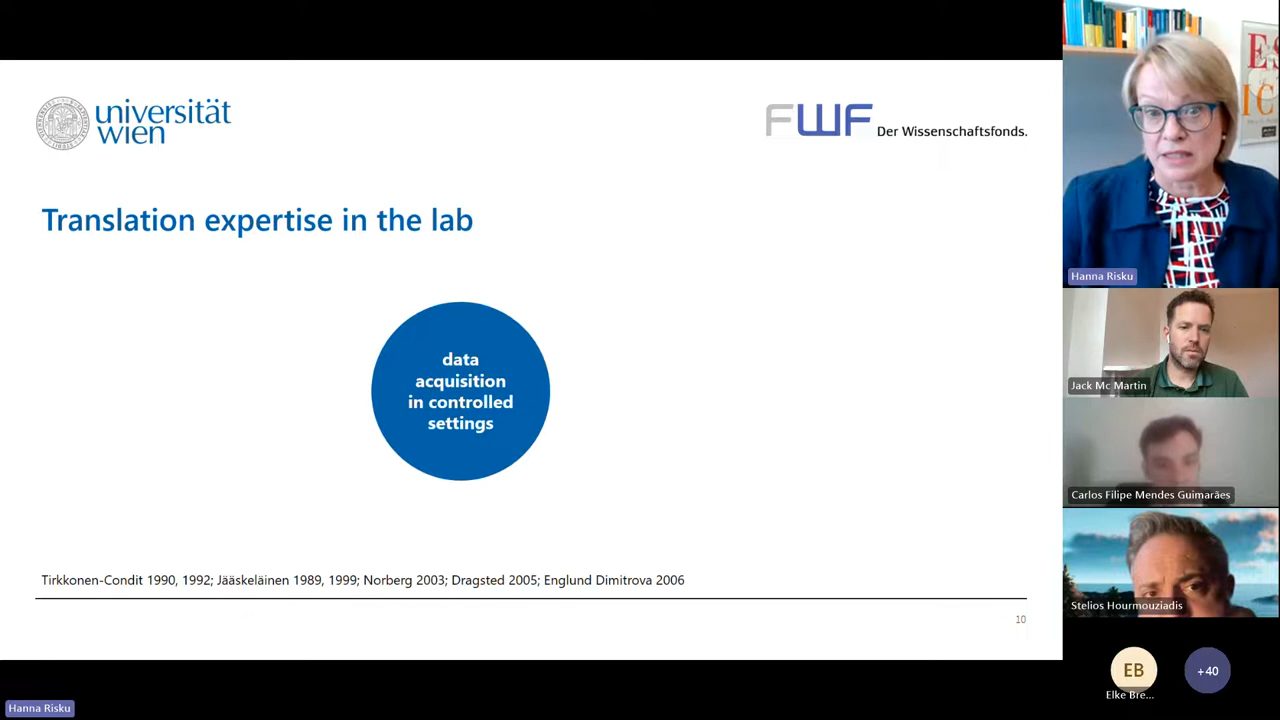 universität
wien
FWF Der Wissenschaftsfonds.
Translation expertise in the lab
data
acquisition
in controlled
settings
Tirkkonen-Condit 1990, 1992; Jääskeläinen 1989, 1999; Norberg 2003; Dragsted 2005; Englund Dimitrova 2006
10
Hanna Risku
ES
IC
Hanna Risku
Jack Mc Martin
Carlos Filipe Mendes Guimarães
Stelios Hourmouziadis
EB
Elke Bre...
+40